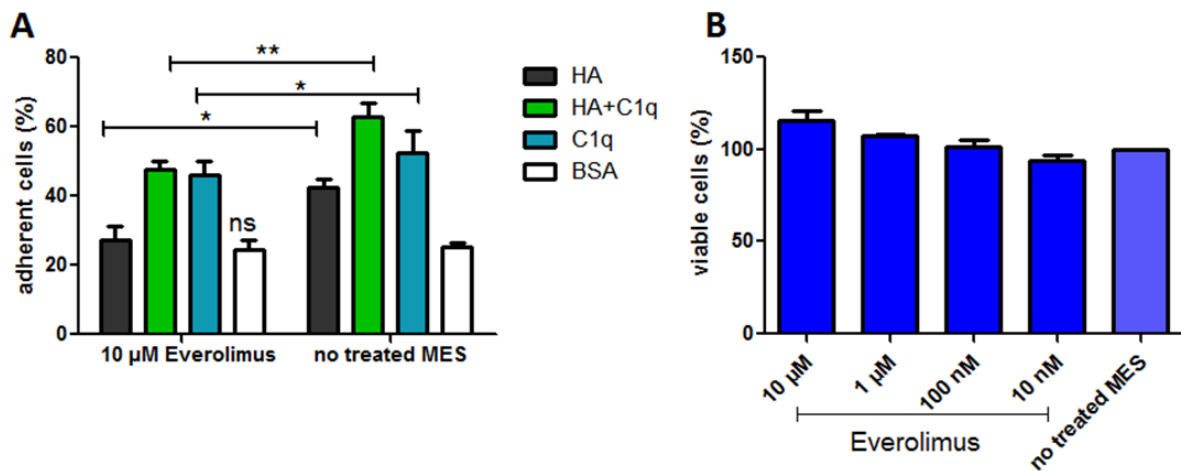 A
adherent cells (%)
80
60
40
20
0
**
*
*
ns
10 µM Everolimus
no treated MES
HA
HA+C1q
C1q
BSA
B
viable cells (%)
150
100
50
0
10 µM
1 µM
100 nM
10 nM
no treated MES
Everolimus